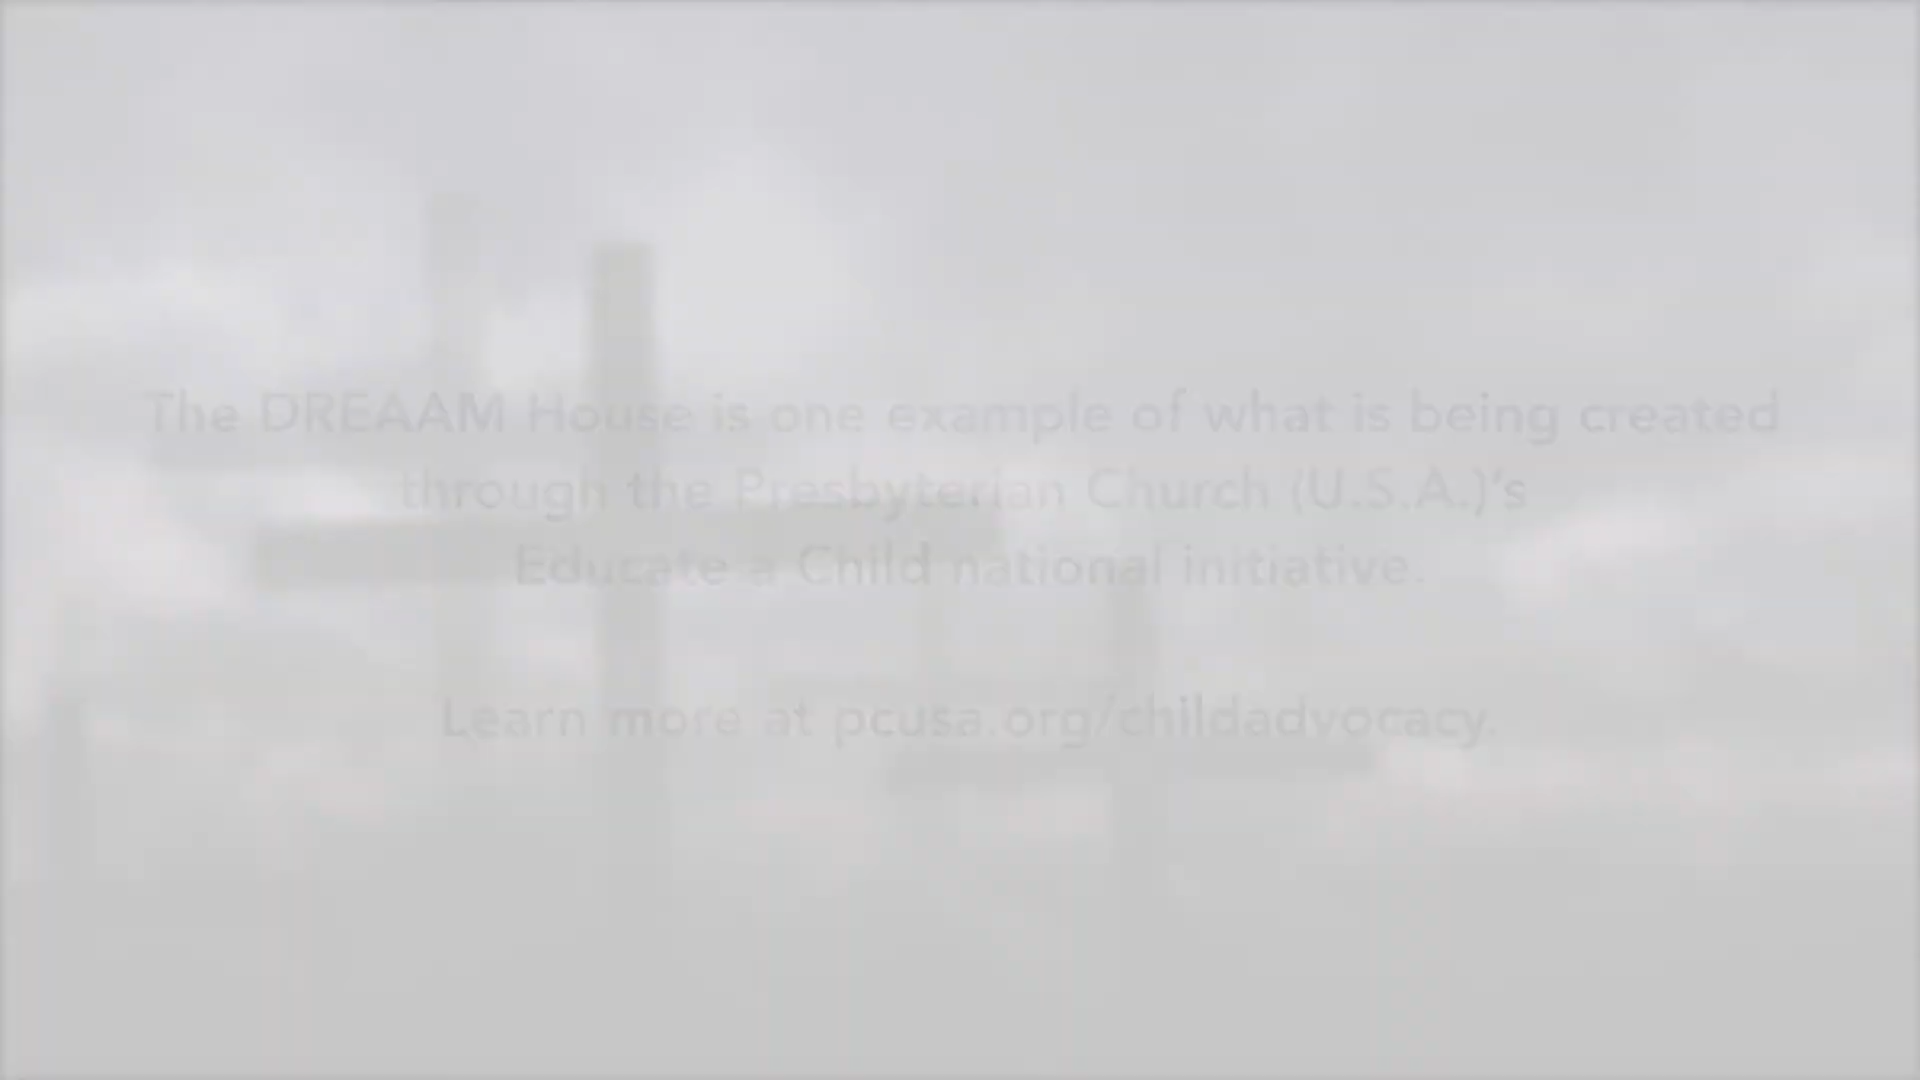 The DREAAM House is one example of what is being created
through the Presbyterian Church (U.S.A.)’s
Educate a Child national initiative.
Learn more at pcusa.org/childadvocacy.